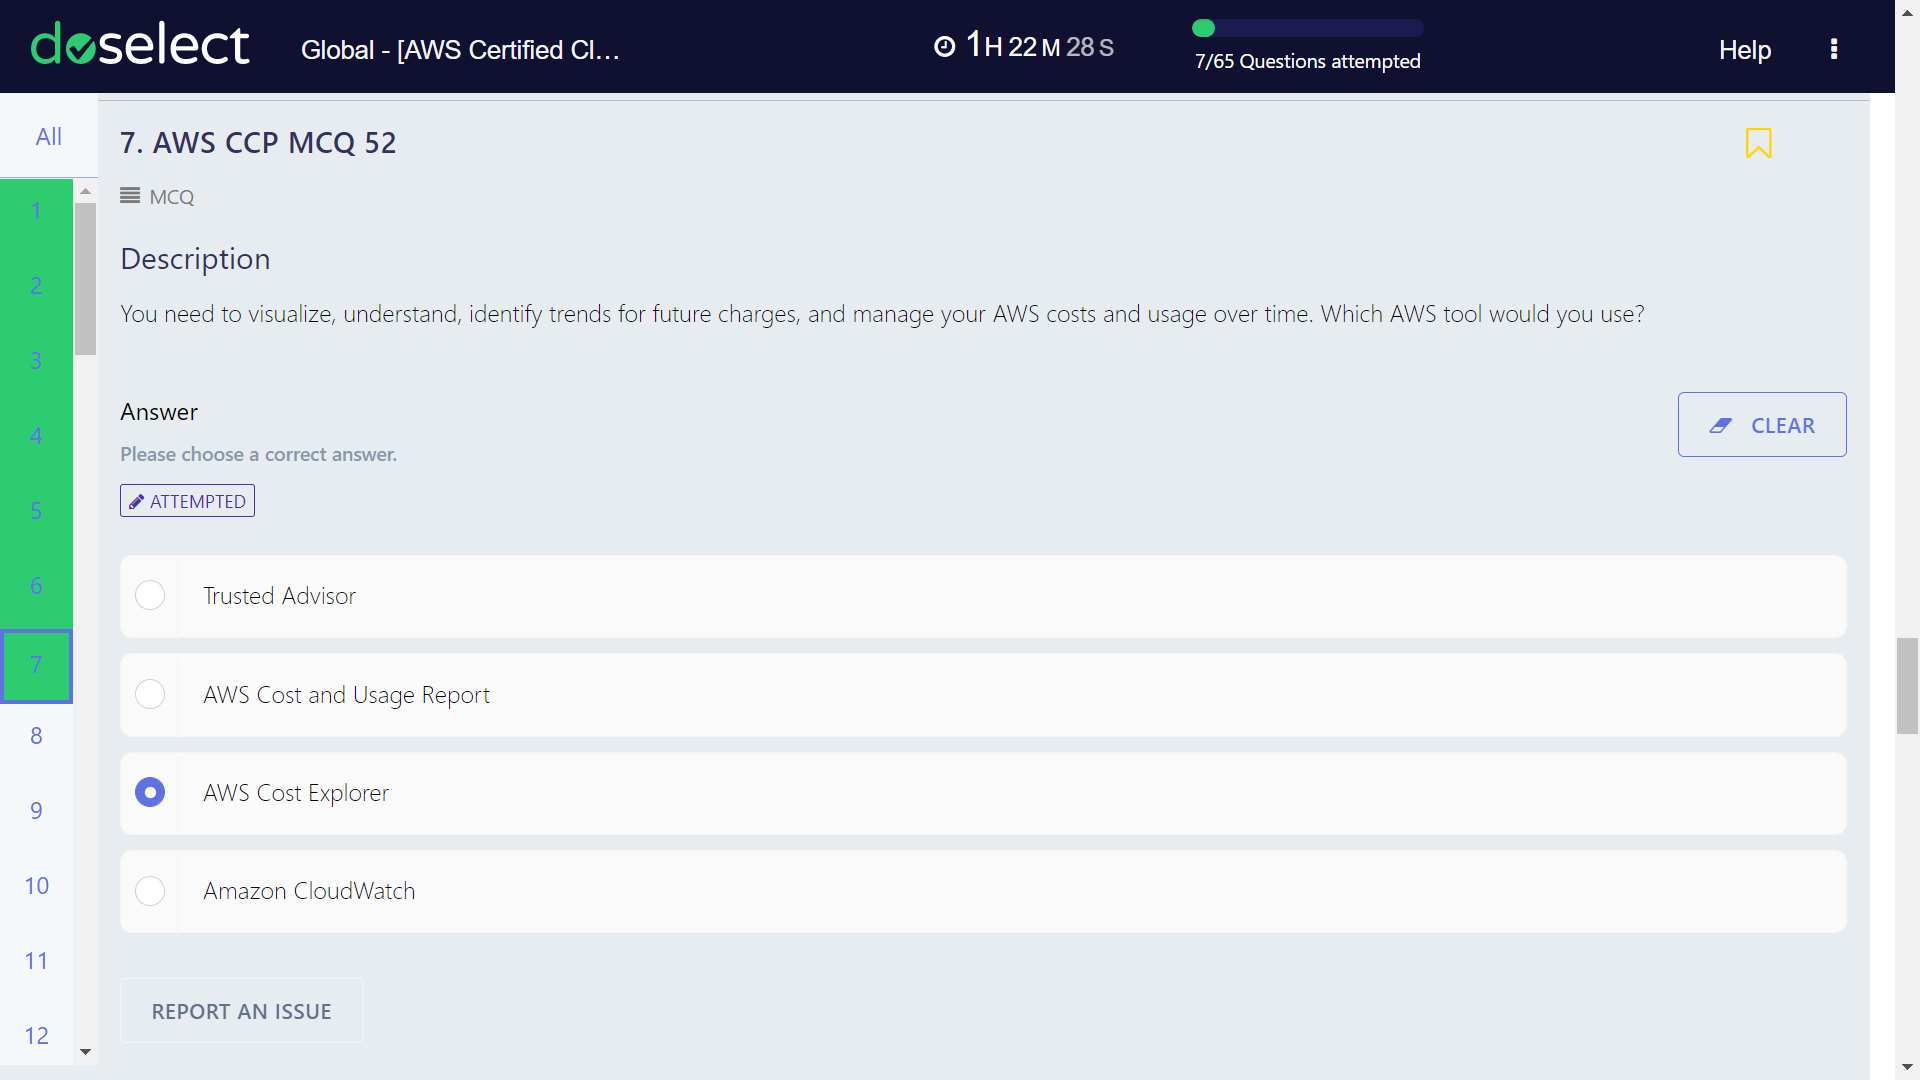 doselect
Global - [AWS Certified Cl...
1H 22M 28S
7/65 Questions attempted
Help
All
1
2
3
4
5
6
7
8
9
10
11
12
7. AWS CCP MCQ 52
MCQ
Description
You need to visualize, understand, identify trends for future charges, and manage your AWS costs and usage over time. Which AWS tool would you use?
Answer
CLEAR
Please choose a correct answer.
ATTEMPTED
Trusted Advisor
AWS Cost and Usage Report
AWS Cost Explorer
Amazon CloudWatch
REPORT AN ISSUE